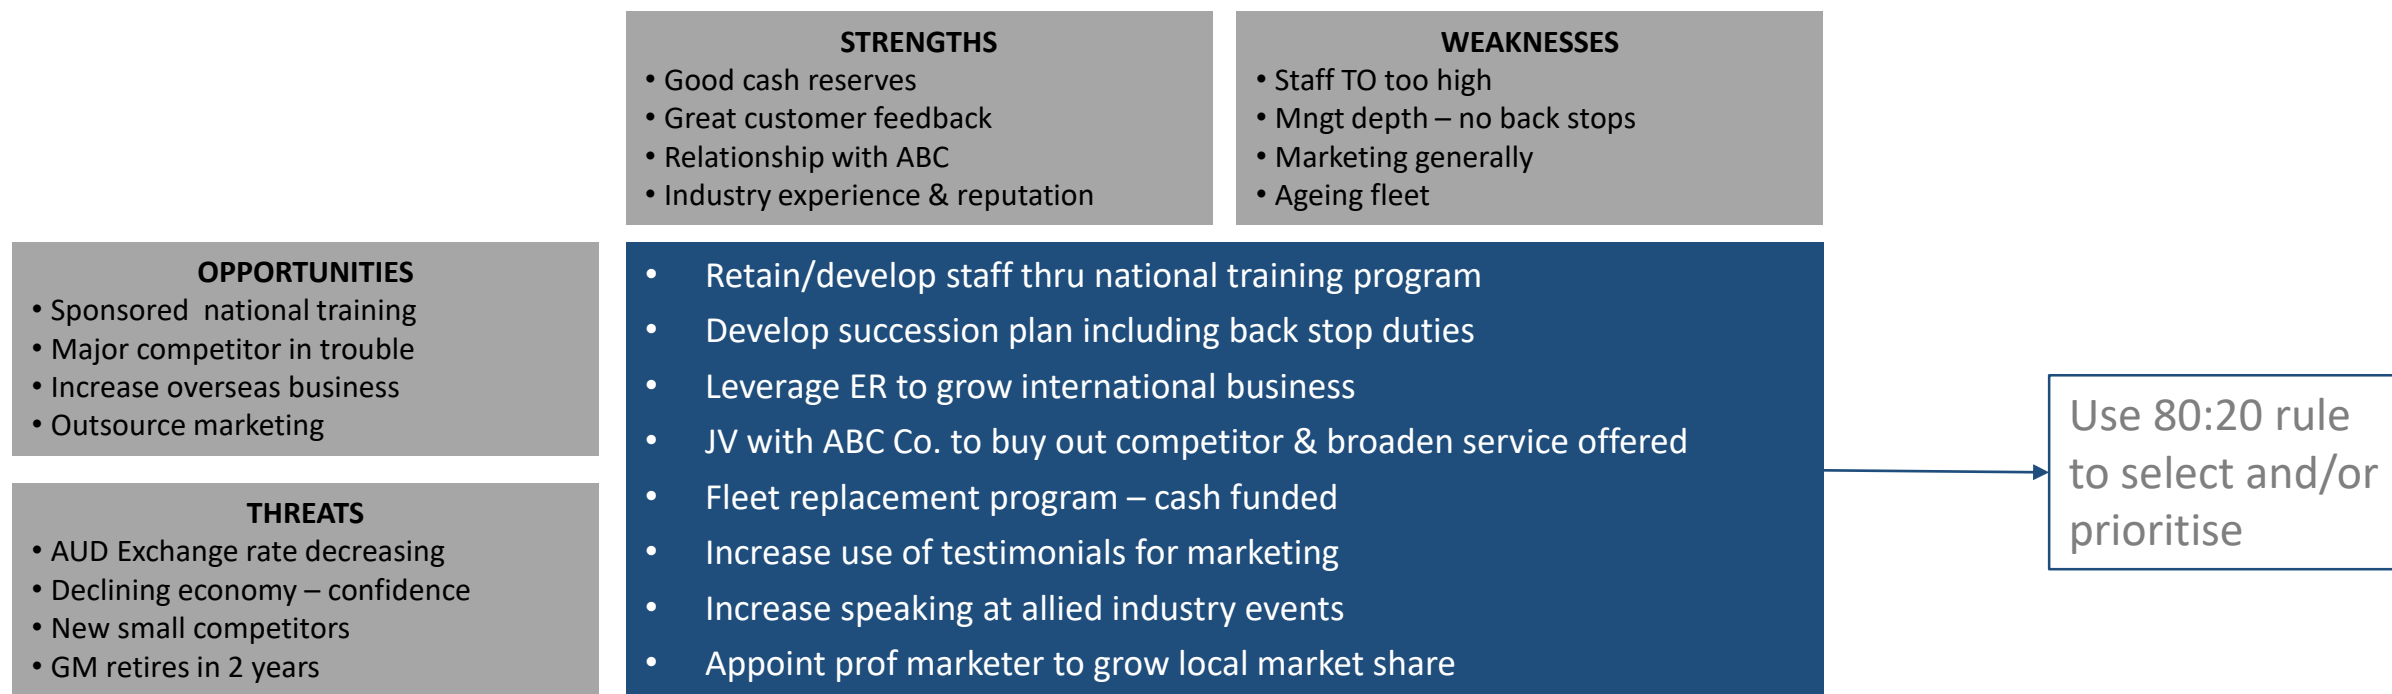 STRENGTHS
• Good cash reserves
• Great customer feedback
• Relationship with ABC
• Industry experience & reputation
WEAKNESSES
• Staff TO too high
• Mngt depth – no back stops
• Marketing generally
• Ageing fleet
OPPORTUNITIES
• Sponsored  national training
• Major competitor in trouble
• Increase overseas business
• Outsource marketing
THREATS
• AUD Exchange rate decreasing
• Declining economy – confidence
• New small competitors
• GM retires in 2 years
• Retain/develop staff thru national training program
• Develop succession plan including back stop duties
• Leverage ER to grow international business
• JV with ABC Co. to buy out competitor & broaden service offered
• Fleet replacement program – cash funded
• Increase use of testimonials for marketing
• Increase speaking at allied industry events
• Appoint prof marketer to grow local market share
Use 80:20 rule
to select and/or
prioritise